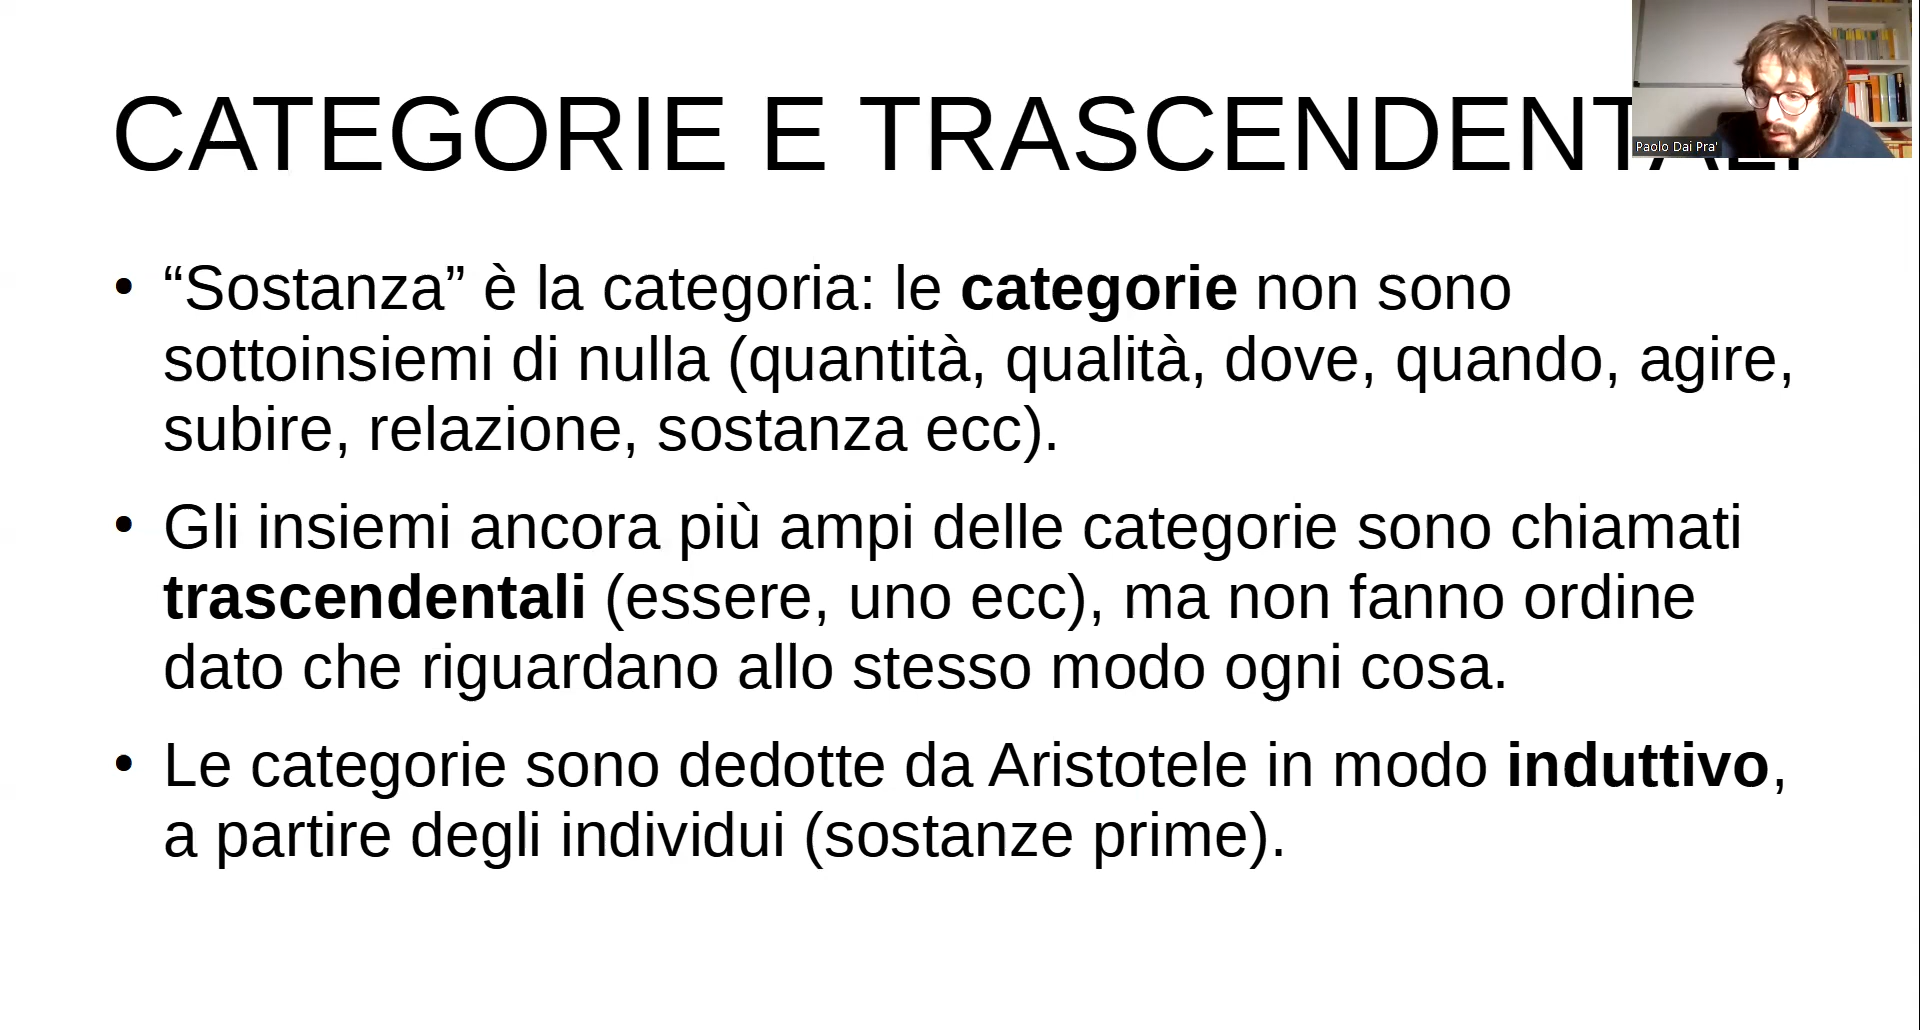 CATEGORIE E TRASCENDENTALI
Paolo Dai Pra'
• “Sostanza” è la categoria: le categorie non sono
sottoinsiemi di nulla (quantità, qualità, dove, quando, agire,
subire, relazione, sostanza ecc).
• Gli insiemi ancora più ampi delle categorie sono chiamati
trascendentali (essere, uno ecc), ma non fanno ordine
dato che riguardano allo stesso modo ogni cosa.
• Le categorie sono dedotte da Aristotele in modo induttivo,
a partire degli individui (sostanze prime).